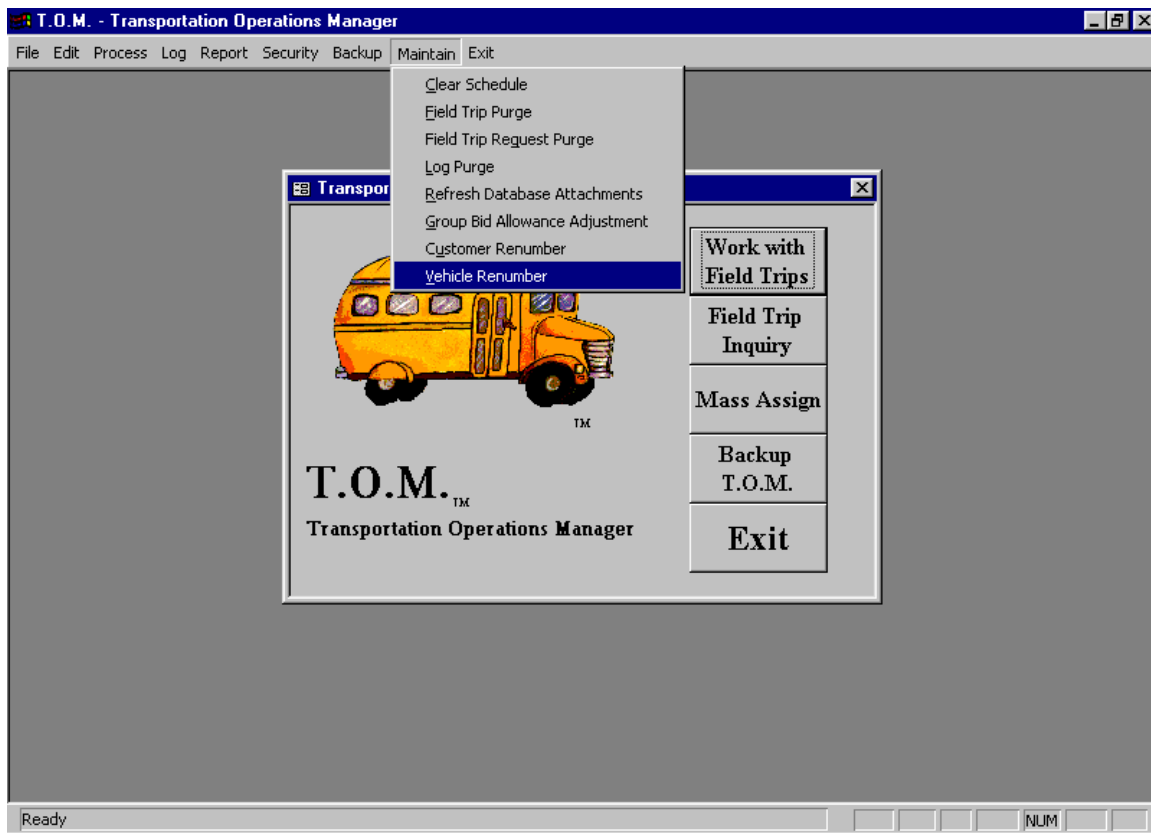 T.O.M. - Transportation Operations Manager
File Edit Process Log Report Security Backup Maintain Exit
Clear Schedule
Field Trip Purge
Field Trip Request Purge
Log Purge
Refresh Database Attachments
Group Bid Allowance Adjustment
Customer Renumber
Vehicle Renumber
Transpor
Work with
Field Trips
Field Trip
Inquiry
Mass Assign
Backup
T.O.M.
Exit
TM
T.O.M.TM
Transportation Operations Manager
Ready
NUM